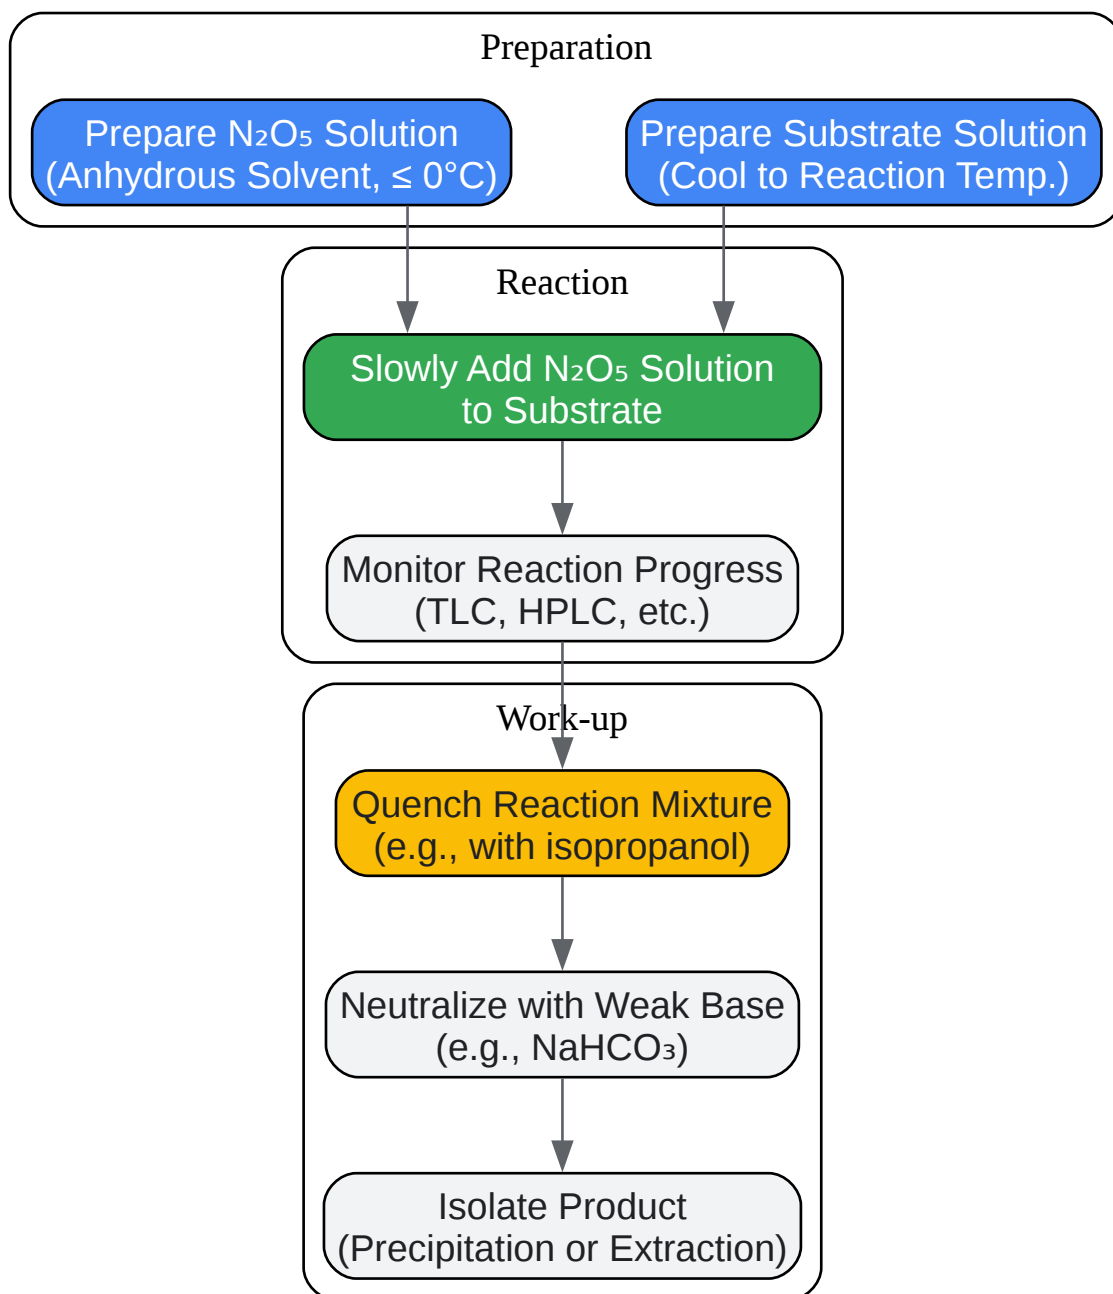 Preparation
Prepare N₂O₅ Solution
(Anhydrous Solvent, ≤ 0°C)
Prepare Substrate Solution
(Cool to Reaction Temp.)
Reaction
Slowly Add N₂O₅ Solution
to Substrate
Monitor Reaction Progress
(TLC, HPLC, etc.)
Work-up
Quench Reaction Mixture
(e.g., with isopropanol)
Neutralize with Weak Base
(e.g., NaHCO₃)
Isolate Product
(Precipitation or Extraction)